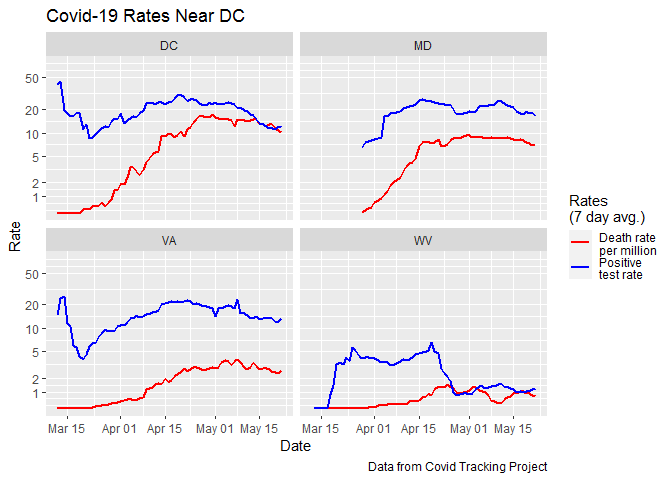 Covid-19 Rates Near DC
DC
MD
50
20
10
5
2
1
VA
WV
50
20
10
5
2
1
Rate
Mar 15
Apr 01
Apr 15
May 01
May 15
Mar 15
Apr 01
Apr 15
May 01
May 15
Date
Rates
(7 day avg.)
Death rate
per million
Positive
test rate
Data from Covid Tracking Project